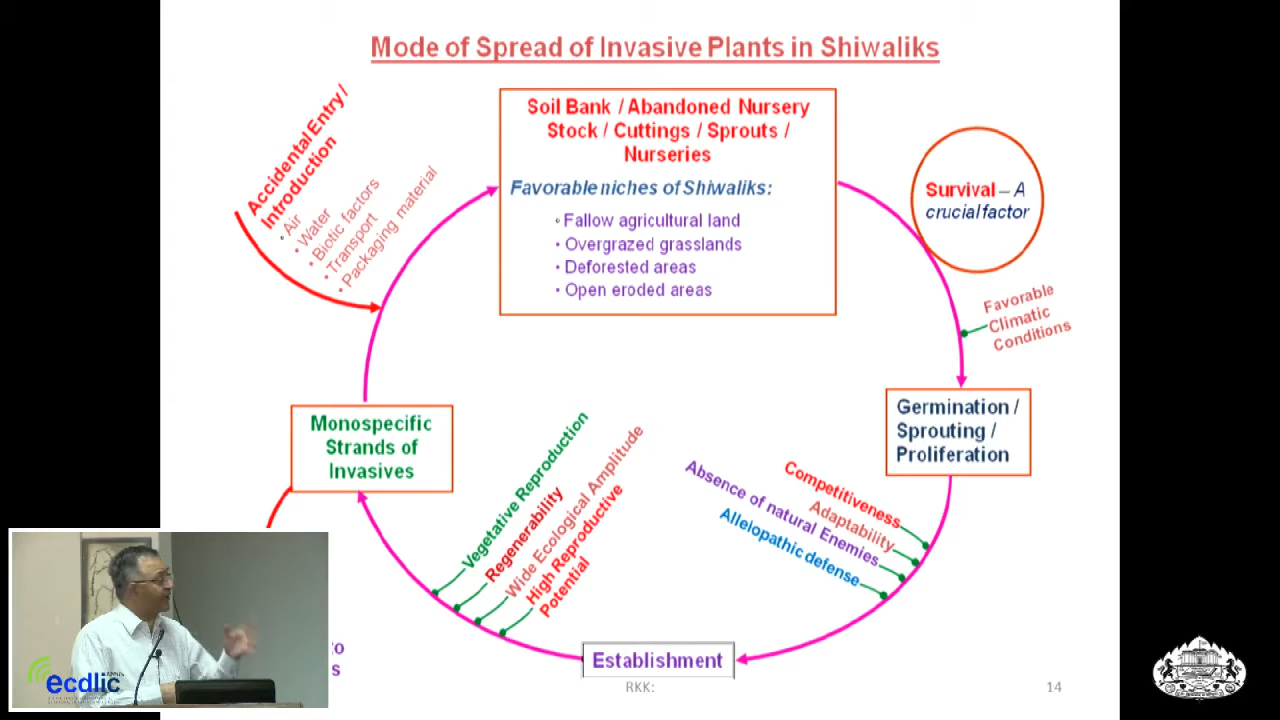 Mode of Spread of Invasive Plants in Shiwaliks
Accidental Entry /
Introduction
• Air
• Water
• Biotic factors
• Transport
• Packaging material
Soil Bank / Abandoned Nursery
Stock / Cuttings / Sprouts /
Nurseries
Favorable niches of Shiwaliks:
• Fallow agricultural land
• Overgrazed grasslands
• Deforested areas
• Open eroded areas
Survival – A
crucial factor
Favorable
Climatic
Conditions
Germination /
Sprouting /
Proliferation
Competitiveness
Adaptability
Absence of natural Enemies
Allelopathic defense
Establishment
Vegetative Reproduction
Regenerability
Wide Ecological Amplitude
High Reproductive
Potential
Monospecific
Strands of
Invasives
ecdlic
RKK:
14